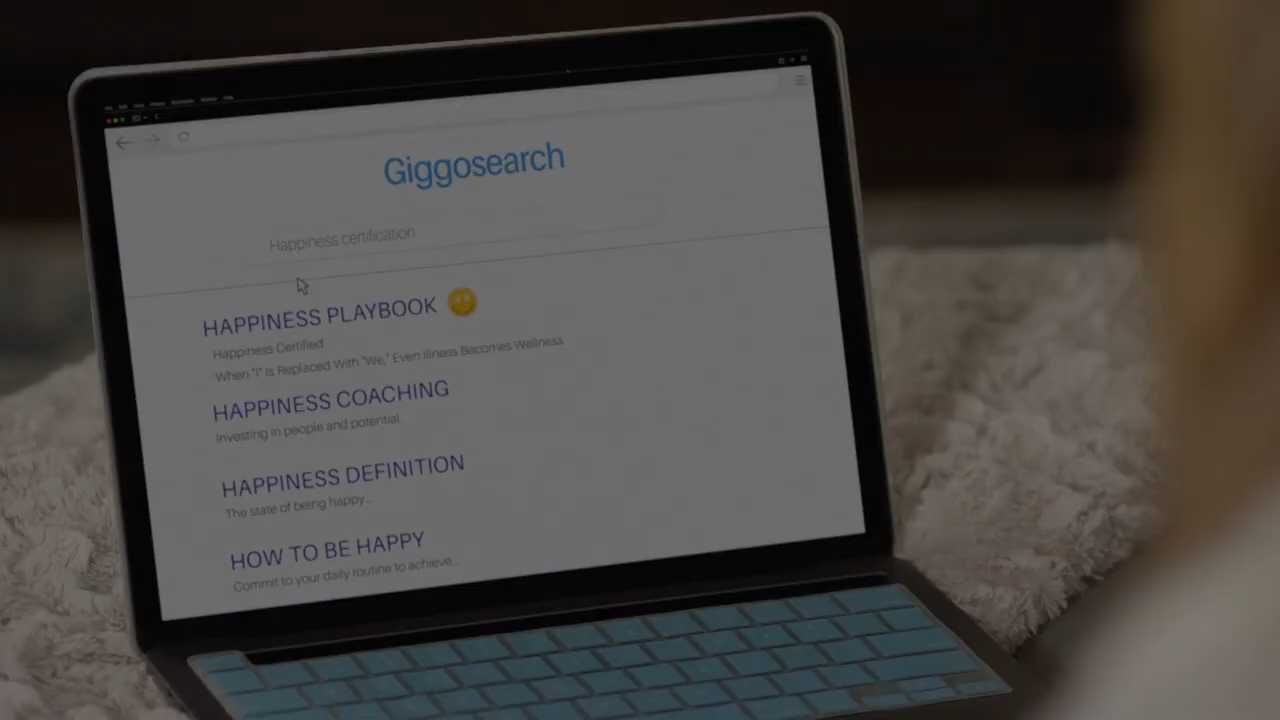 Giggosearch
Happiness certification
HAPPINESS PLAYBOOK
Happiness Certified
When "I" Is Replaced With "We," Even Illness Becomes Wellness
HAPPINESS COACHING
Investing in people and potential
HAPPINESS DEFINITION
The state of being happy...
HOW TO BE HAPPY
Commit to your daily routine to achieve...